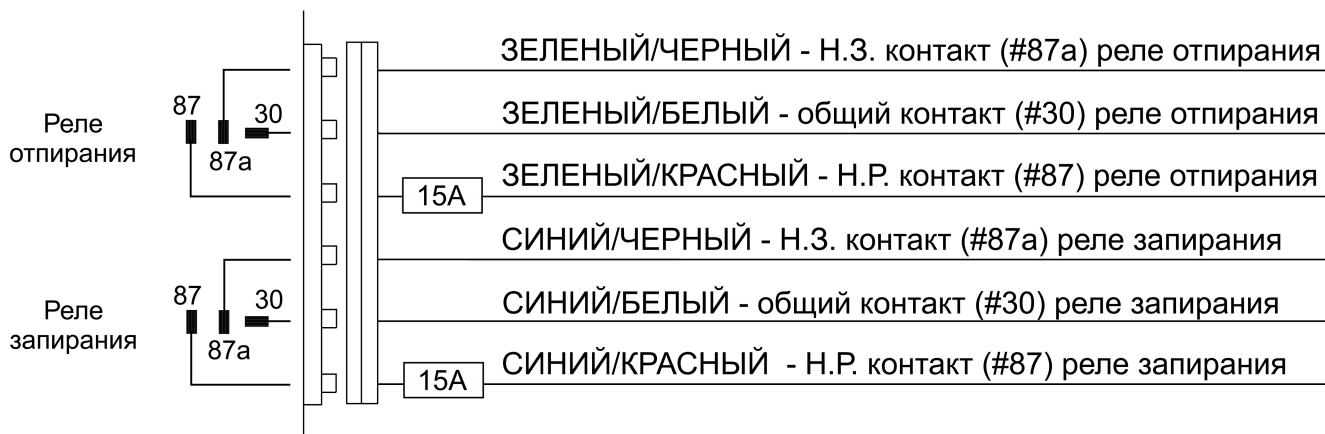 ЗЕЛЕНЫЙ/ЧЕРНЫЙ - Н.З. контакт (#87а) реле отпирания
87
30
ЗЕЛЕНЫЙ/БЕЛЫЙ - общий контакт (#30) реле отпирания
Реле
отпирания
87а
ЗЕЛЕНЫЙ/КРАСНЫЙ - Н.Р. контакт (#87) реле отпирания
15А
СИНИЙ/ЧЕРНЫЙ - Н.З. контакт (#87а) реле запирания
87
30
СИНИЙ/БЕЛЫЙ - общий контакт (#30) реле запирания
Реле
запирания
87а
СИНИЙ/КРАСНЫЙ - Н.Р. контакт (#87) реле запирания
15А